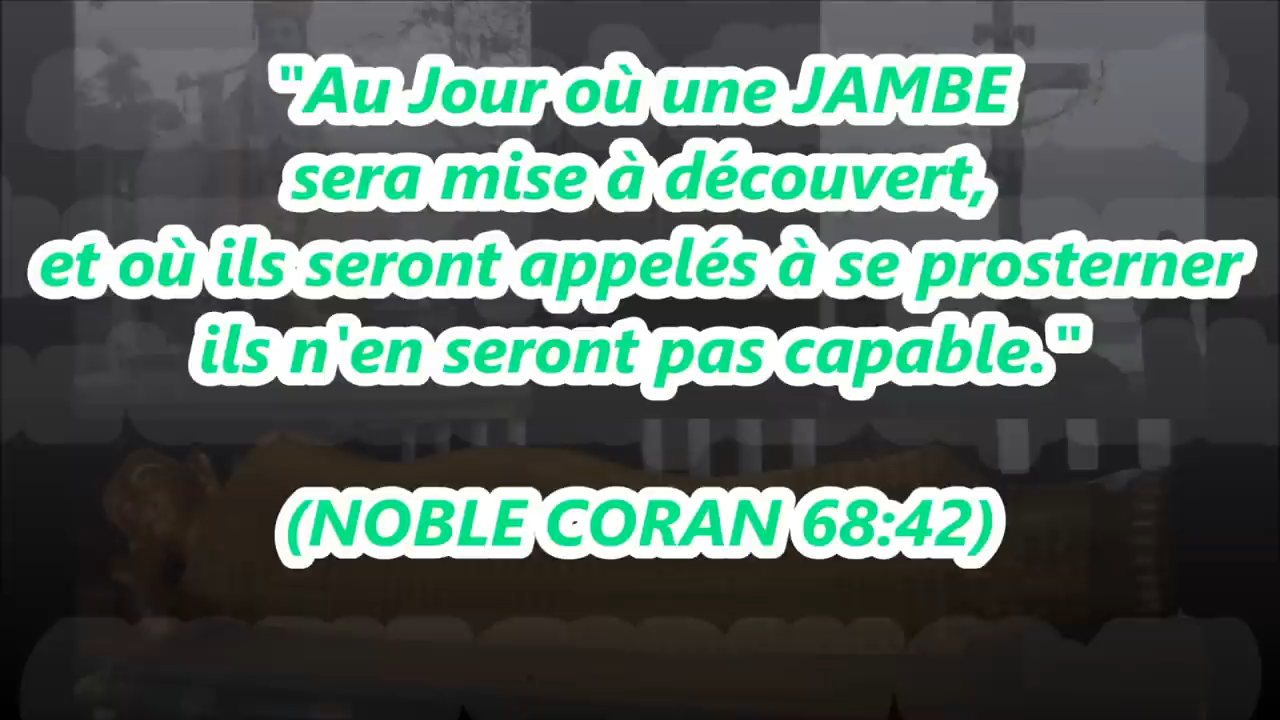 "Au Jour où une JAMBE
sera mise à découvert,
et où ils seront appelés à se prosterner
ils n'en seront pas capable."
(NOBLE CORAN 68:42)